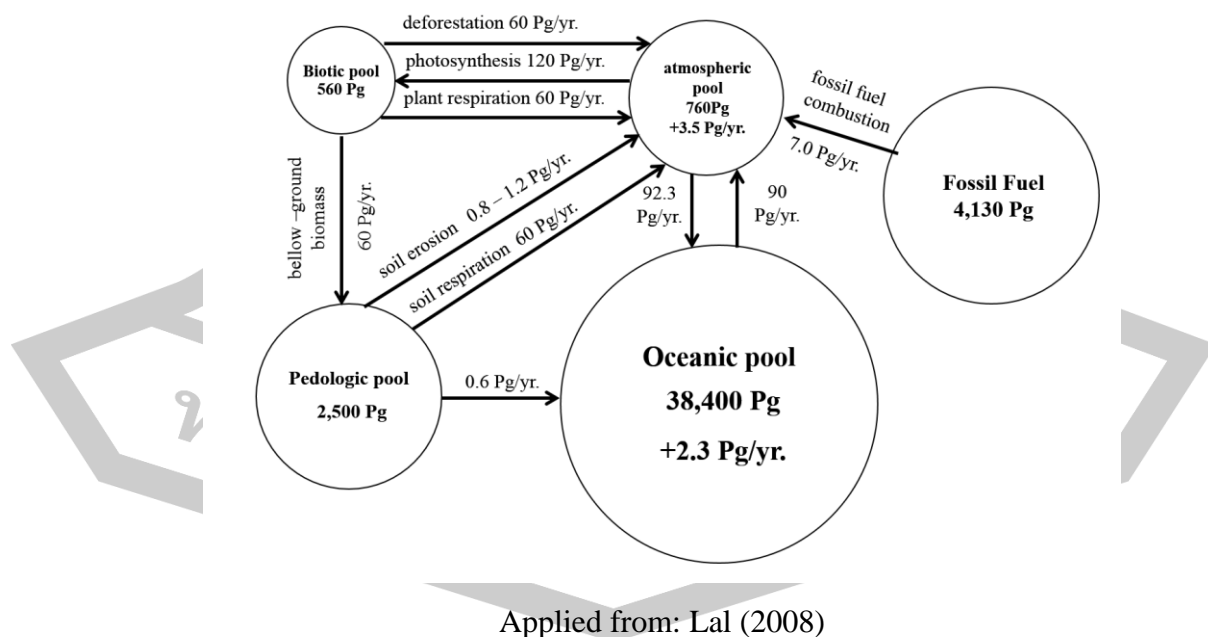 deforestation 60 Pg/yr.
Biotic pool
560 Pg
photosynthesis 120 Pg/yr.
plant respiration 60 Pg/yr.
atmospheric
pool
760Pg
+3.5 Pg/yr.
fossil fuel
combustion
7.0 Pg/yr.
Fossil Fuel
4,130 Pg
bellow –ground
biomass
60 Pg/yr.
soil erosion 0.8 – 1.2 Pg/yr.
soil respiration 60 Pg/yr.
92.3
Pg/yr.
90
Pg/yr.
Pedologic pool
2,500 Pg
0.6 Pg/yr.
Oceanic pool
38,400 Pg
+2.3 Pg/yr.
Applied from: Lal (2008)